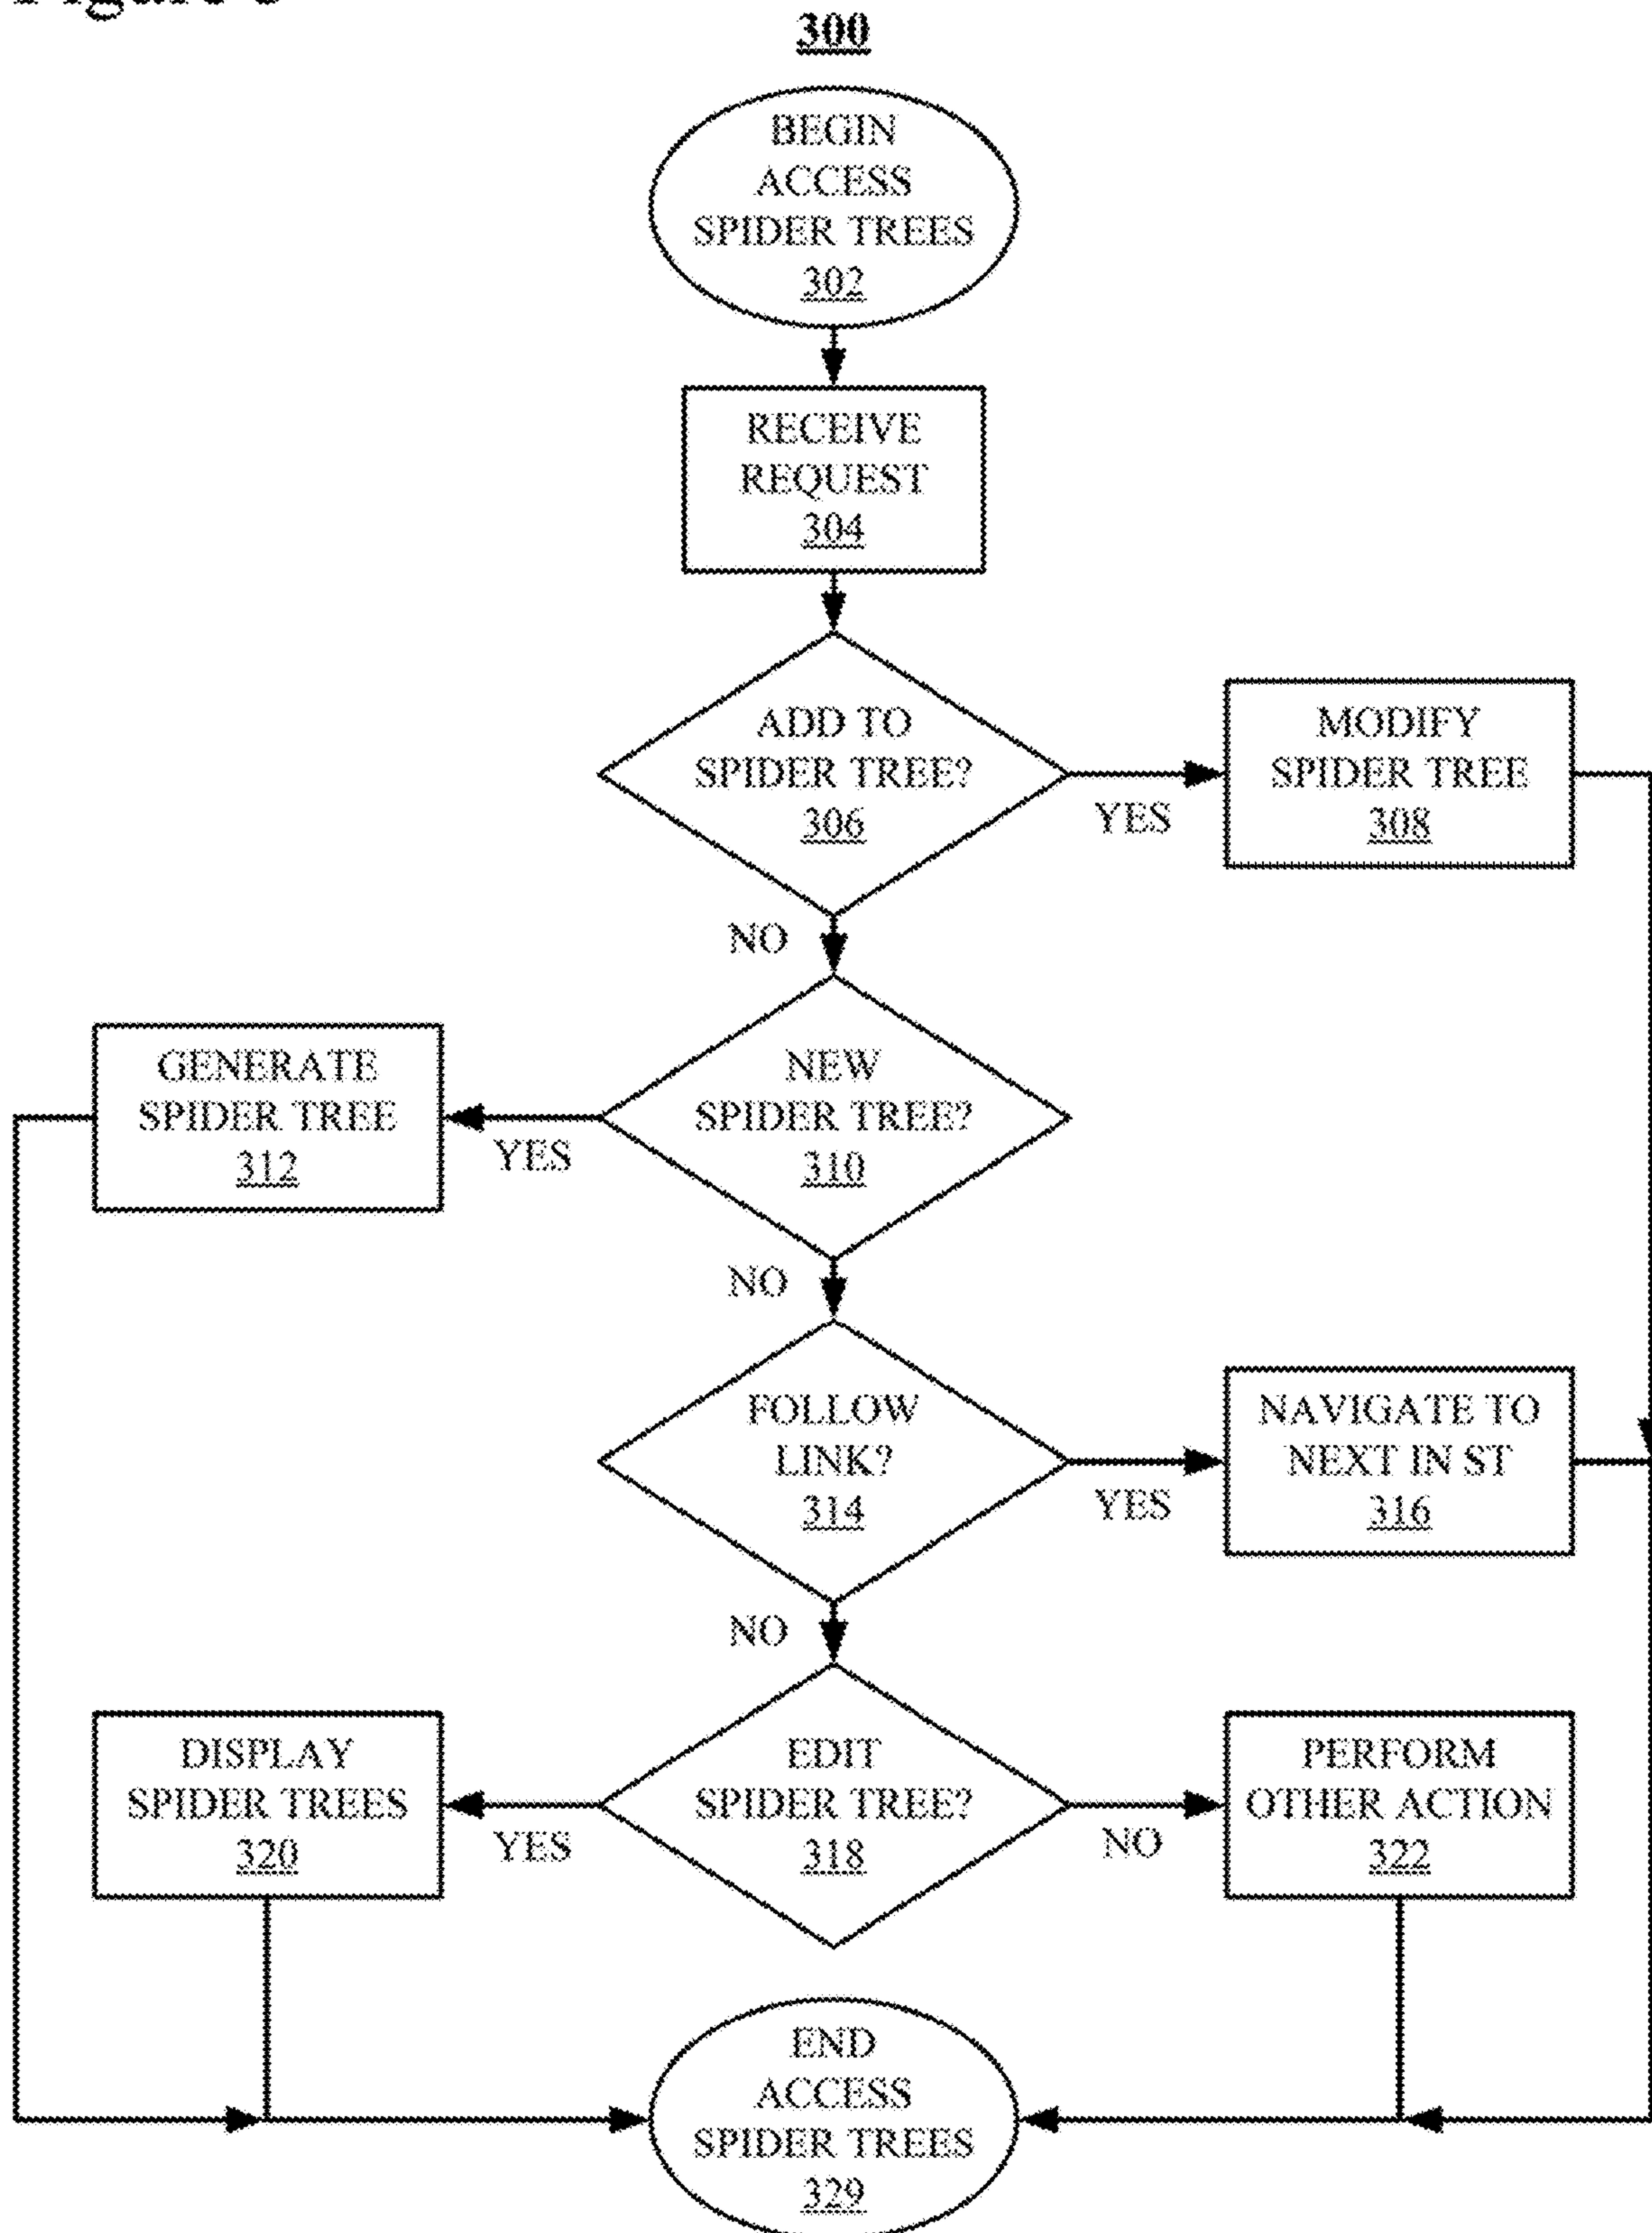 300
BEGIN
ACCESS
SPIDER TREES
302
RECEIVE
REQUEST
304
ADD TO
SPIDER TREE?
306
YES
MODIFY
SPIDER TREE
308
NO
GENERATE
SPIDER TREE
312
YES
NEW
SPIDER TREE?
310
NO
FOLLOW
LINK?
314
YES
NAVIGATE TO
NEXT IN ST
316
NO
DISPLAY
SPIDER TREES
320
YES
EDIT
SPIDER TREE?
318
NO
PERFORM
OTHER ACTION
322
END
ACCESS
SPIDER TREES
329